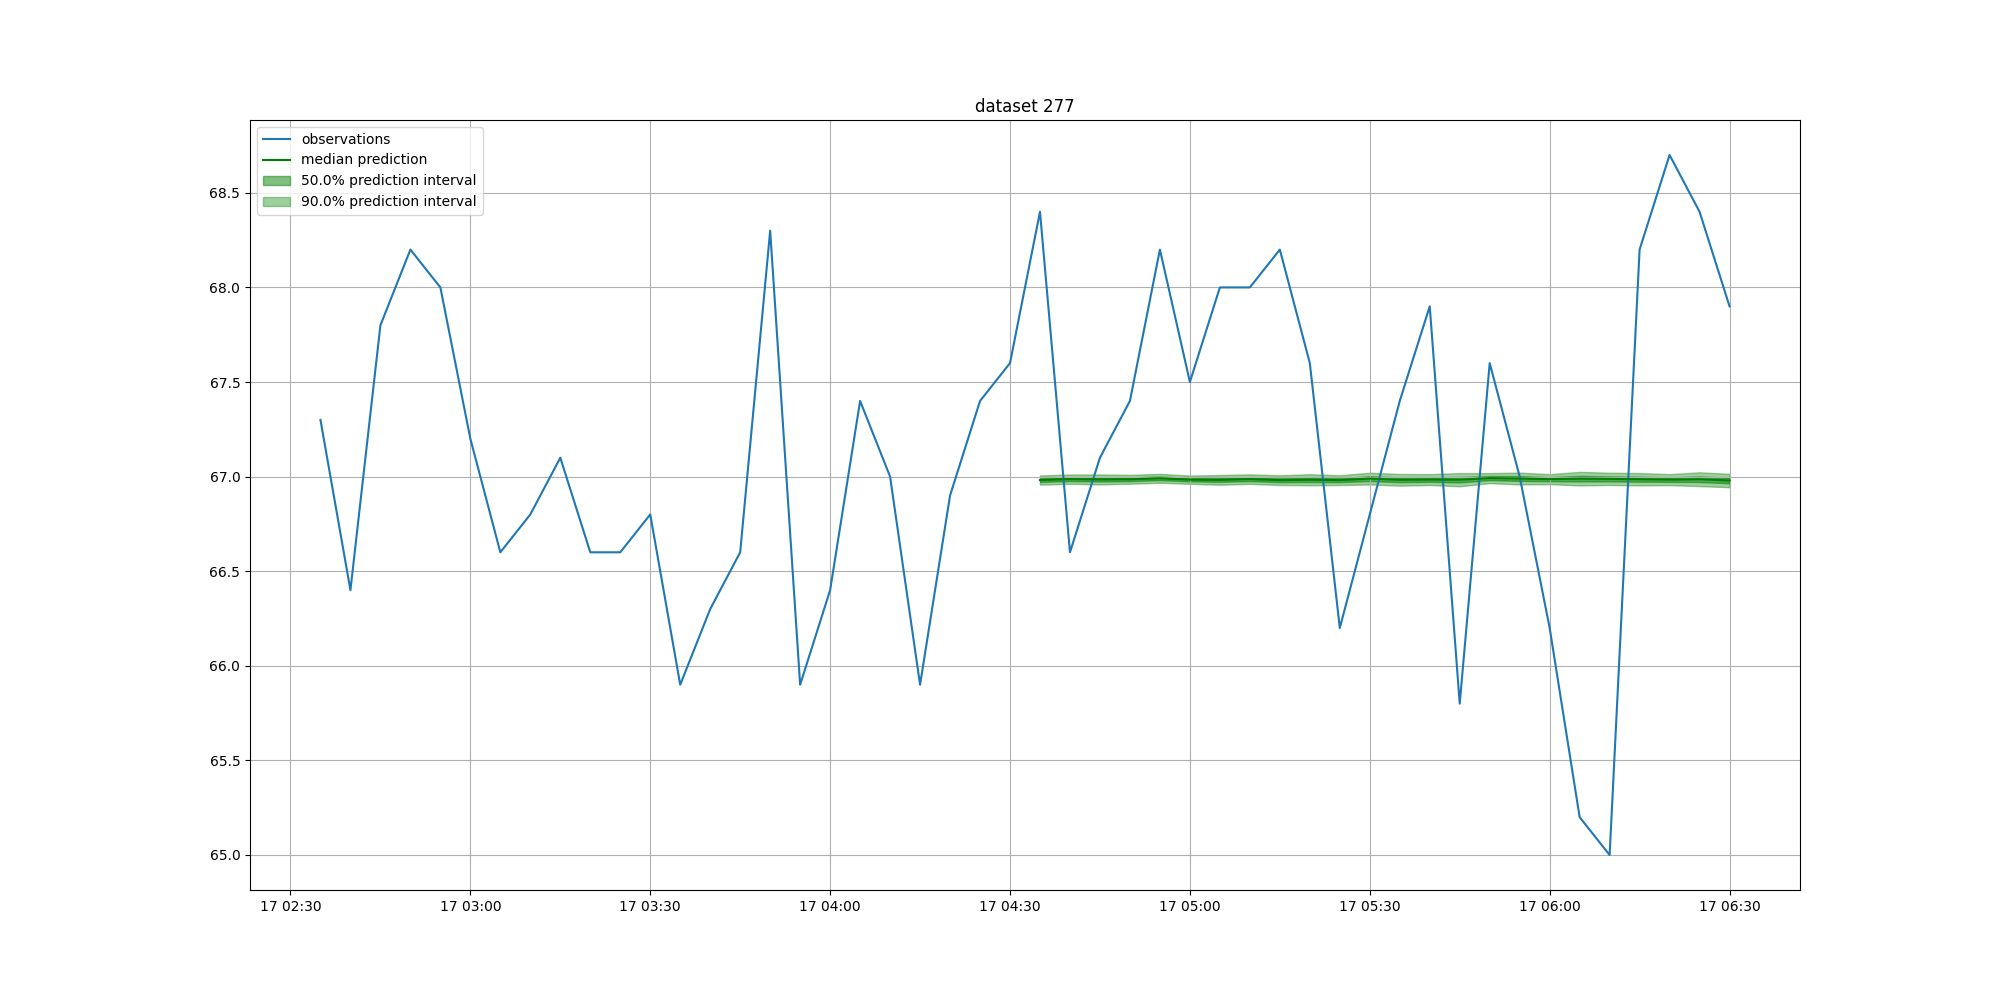 dataset 277
observations
median prediction
50.0% prediction interval
90.0% prediction interval
68.5
68.0
67.5
67.0
66.5
66.0
65.5
65.0
17 02:30 17 03:00 17 03:30 17 04:00 17 04:30 17 05:00 17 05:30 17 06:00 17 06:30